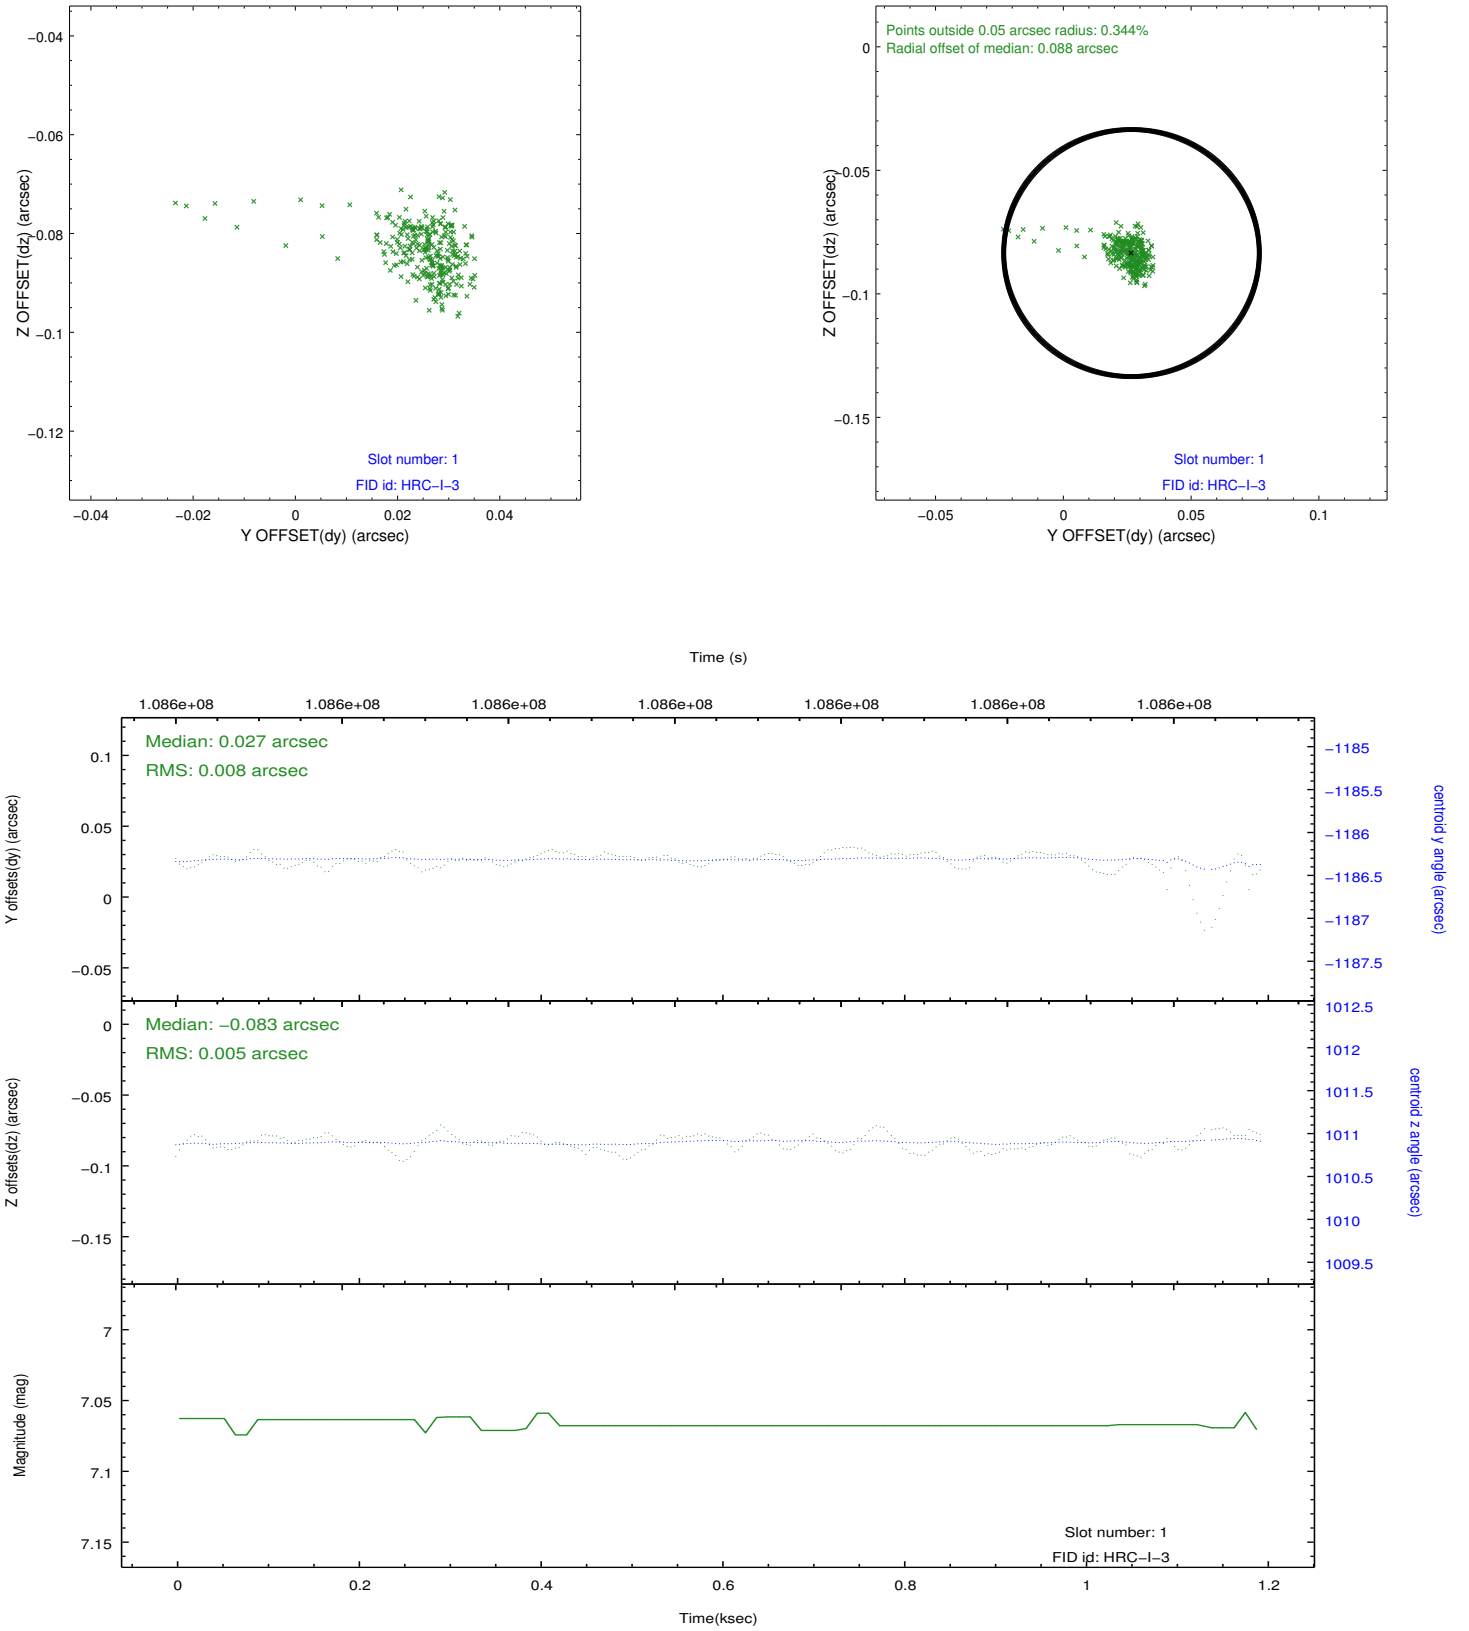 −0.04
−0.06
−0.08
−0.1
−0.12
Z OFFSET(dz) (arcsec)
Slot number: 1
FID id: HRC−I−3
−0.04 −0.02 0 0.02 0.04
Y OFFSET(dy) (arcsec)
Points outside 0.05 arcsec radius: 0.344%
Radial offset of median: 0.088 arcsec
0
−0.05
−0.1
−0.15
Z OFFSET(dz) (arcsec)
Slot number: 1
FID id: HRC−I−3
−0.05 0 0.05 0.1
Y OFFSET(dy) (arcsec)
Time (s)
1.086e+08 1.086e+08 1.086e+08 1.086e+08 1.086e+08 1.086e+08 1.086e+08
Median: 0.027 arcsec
RMS: 0.008 arcsec
0.1
0.05
0
−0.05
Y offsets(dy) (arcsec)
−1185
−1185.5
−1186
−1186.5
−1187
−1187.5
centroid y angle (arcsec)
Median: −0.083 arcsec
RMS: 0.005 arcsec
0
−0.05
−0.1
−0.15
Z offsets(dz) (arcsec)
1012.5
1012
1011.5
1011
1010.5
1010
1009.5
centroid z angle (arcsec)
7
7.05
7.1
7.15
Magnitude (mag)
Slot number: 1
FID id: HRC−I−3
0 0.2 0.4 0.6 0.8 1 1.2
Time(ksec)